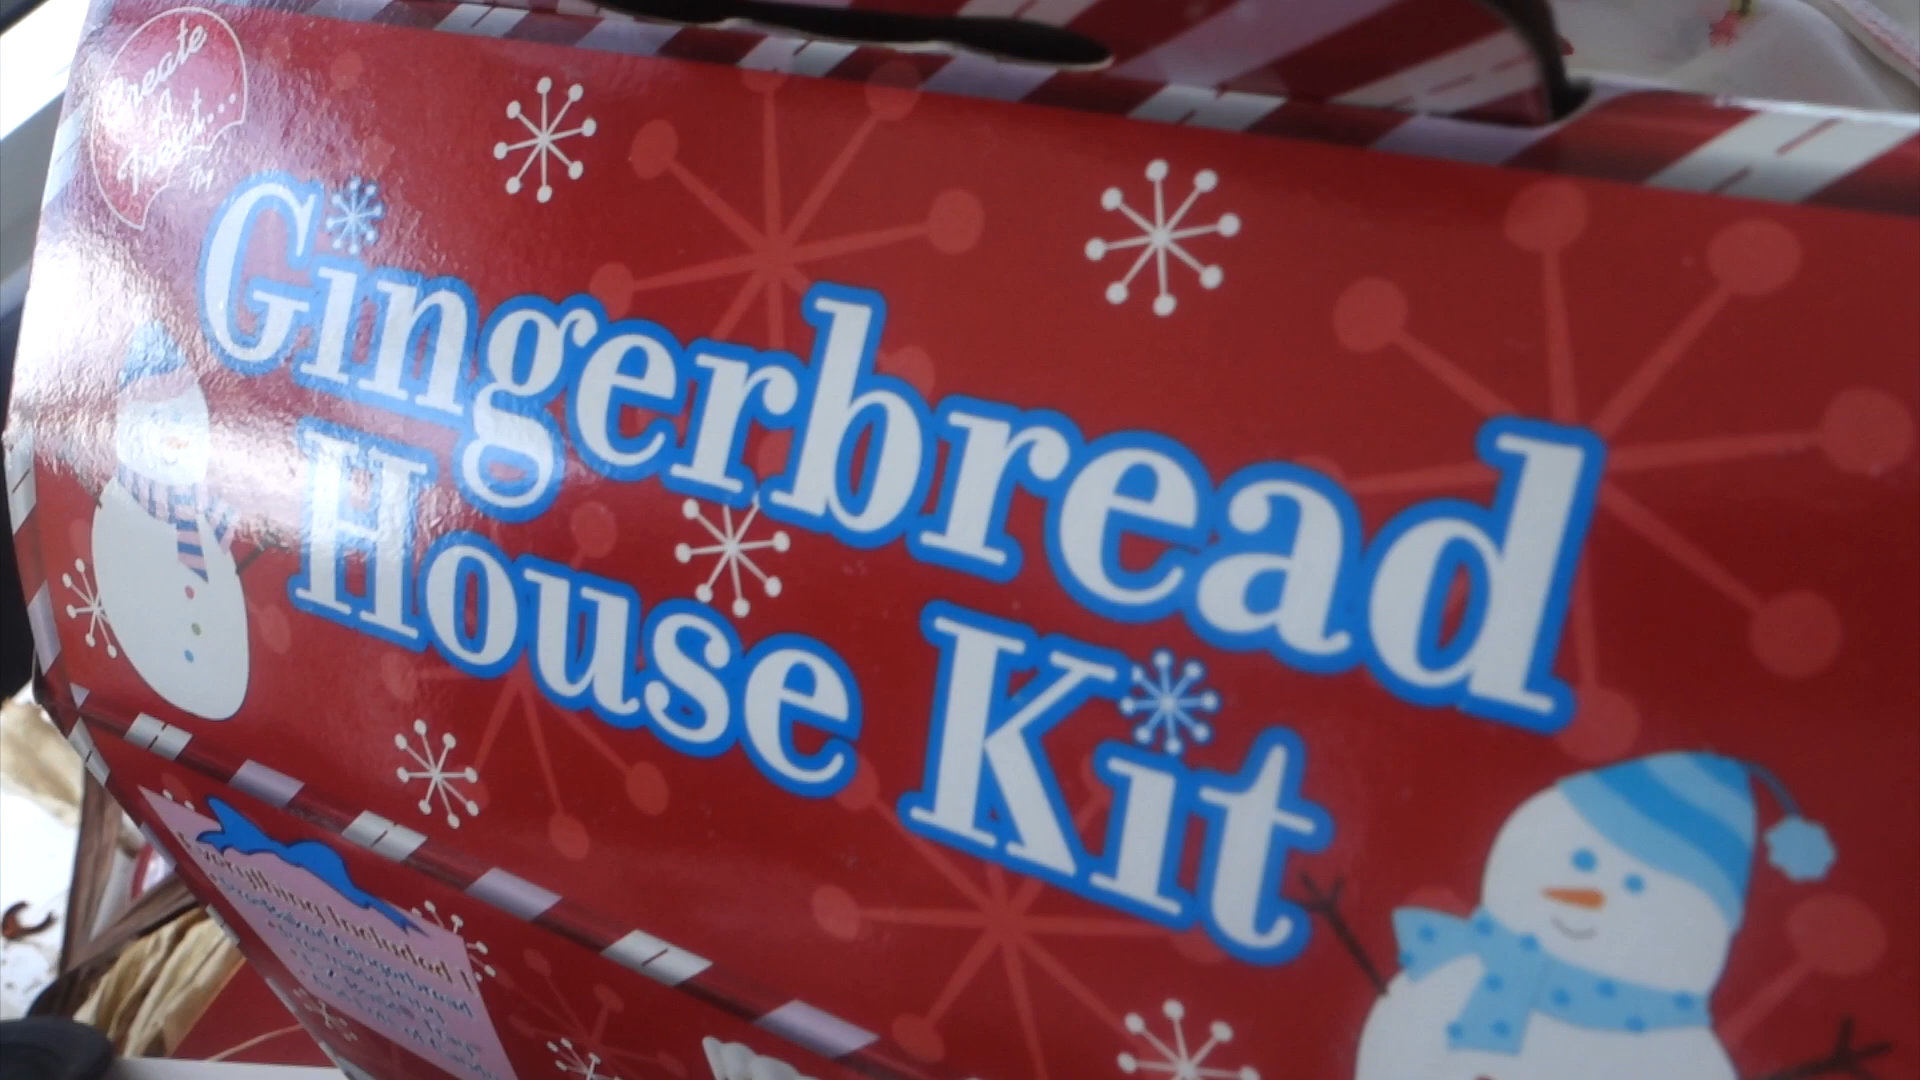 Create
A
Treat...
Gingerbread
House Kit
Everything Included!